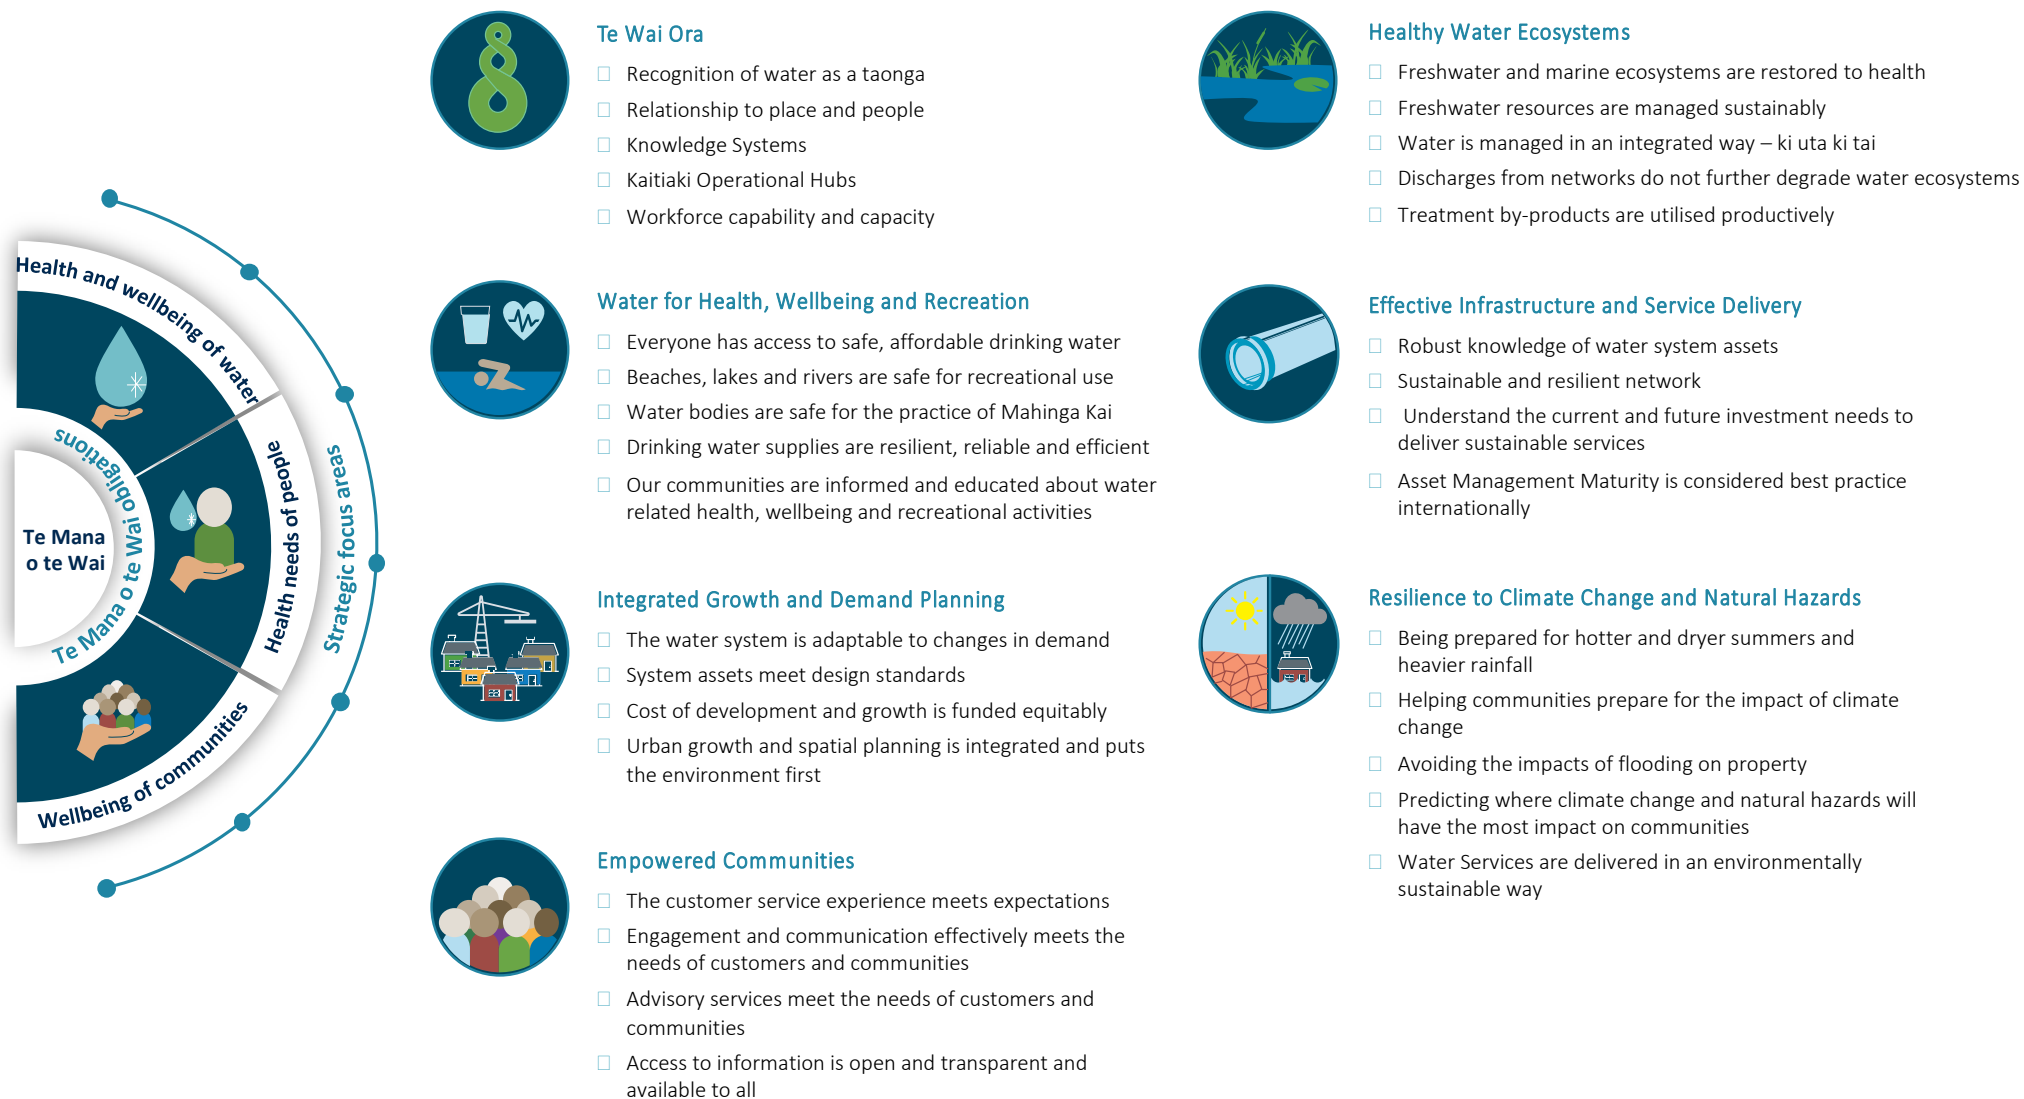 Te Mana
o te Wai
Te Mana o te Wai obligations
Health and wellbeing of water
Health needs of people
Wellbeing of communities
Strategic focus areas
Te Wai Ora
Recognition of water as a taonga
Relationship to place and people
Knowledge Systems
Kaitiaki Operational Hubs
Workforce capability and capacity
Water for Health, Wellbeing and Recreation
Everyone has access to safe, affordable drinking water
Beaches, lakes and rivers are safe for recreational use
Water bodies are safe for the practice of Mahinga Kai
Drinking water supplies are resilient, reliable and efficient
Our communities are informed and educated about water
related health, wellbeing and recreational activities
Integrated Growth and Demand Planning
The water system is adaptable to changes in demand
System assets meet design standards
Cost of development and growth is funded equitably
Urban growth and spatial planning is integrated and puts
the environment first
Empowered Communities
The customer service experience meets expectations
Engagement and communication effectively meets the
needs of customers and communities
Advisory services meet the needs of customers and
communities
Access to information is open and transparent and
available to all
Healthy Water Ecosystems
Freshwater and marine ecosystems are restored to health
Freshwater resources are managed sustainably
Water is managed in an integrated way – ki uta ki tai
Discharges from networks do not further degrade water ecosystems
Treatment by-products are utilised productively
Effective Infrastructure and Service Delivery
Robust knowledge of water system assets
Sustainable and resilient network
Understand the current and future investment needs to
deliver sustainable services
Asset Management Maturity is considered best practice
internationally
Resilience to Climate Change and Natural Hazards
Being prepared for hotter and dryer summers and
heavier rainfall
Helping communities prepare for the impact of climate
change
Avoiding the impacts of flooding on property
Predicting where climate change and natural hazards will
have the most impact on communities
Water Services are delivered in an environmentally
sustainable way